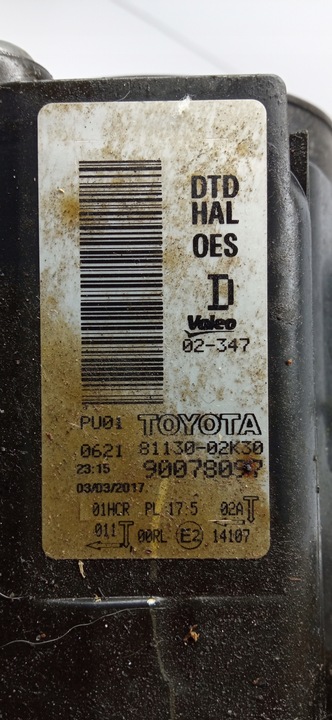 DTD
HAL
OES
D
Valeo
02-347
PU01 TOYOTA
0621 81130-02K30
23:15 90078097
03/03/2017
01HCR PL 17.5 02A
011 00RL E2 14107